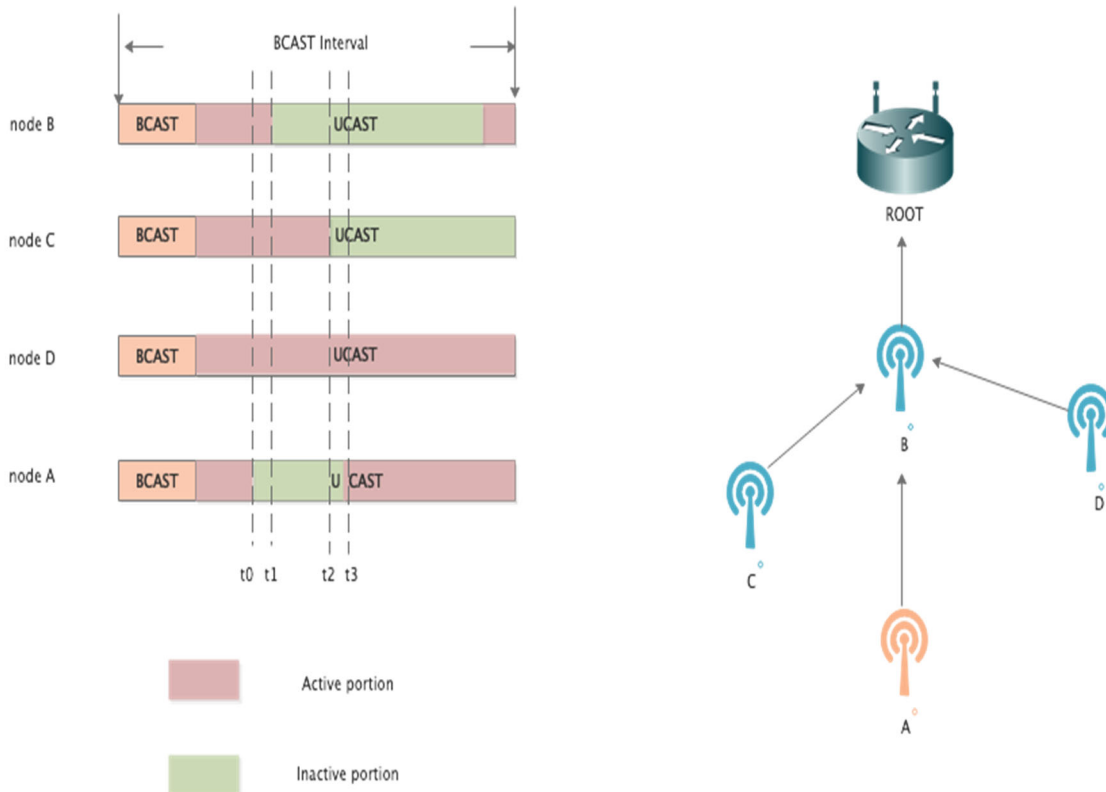 BCAST Interval
node B
BCAST
UCAST
node C
BCAST
UCAST
node D
BCAST
UCAST
node A
BCAST
U CAST
t0 t1 t2 t3
Active portion
Inactive portion
ROOT
B
C
D
A